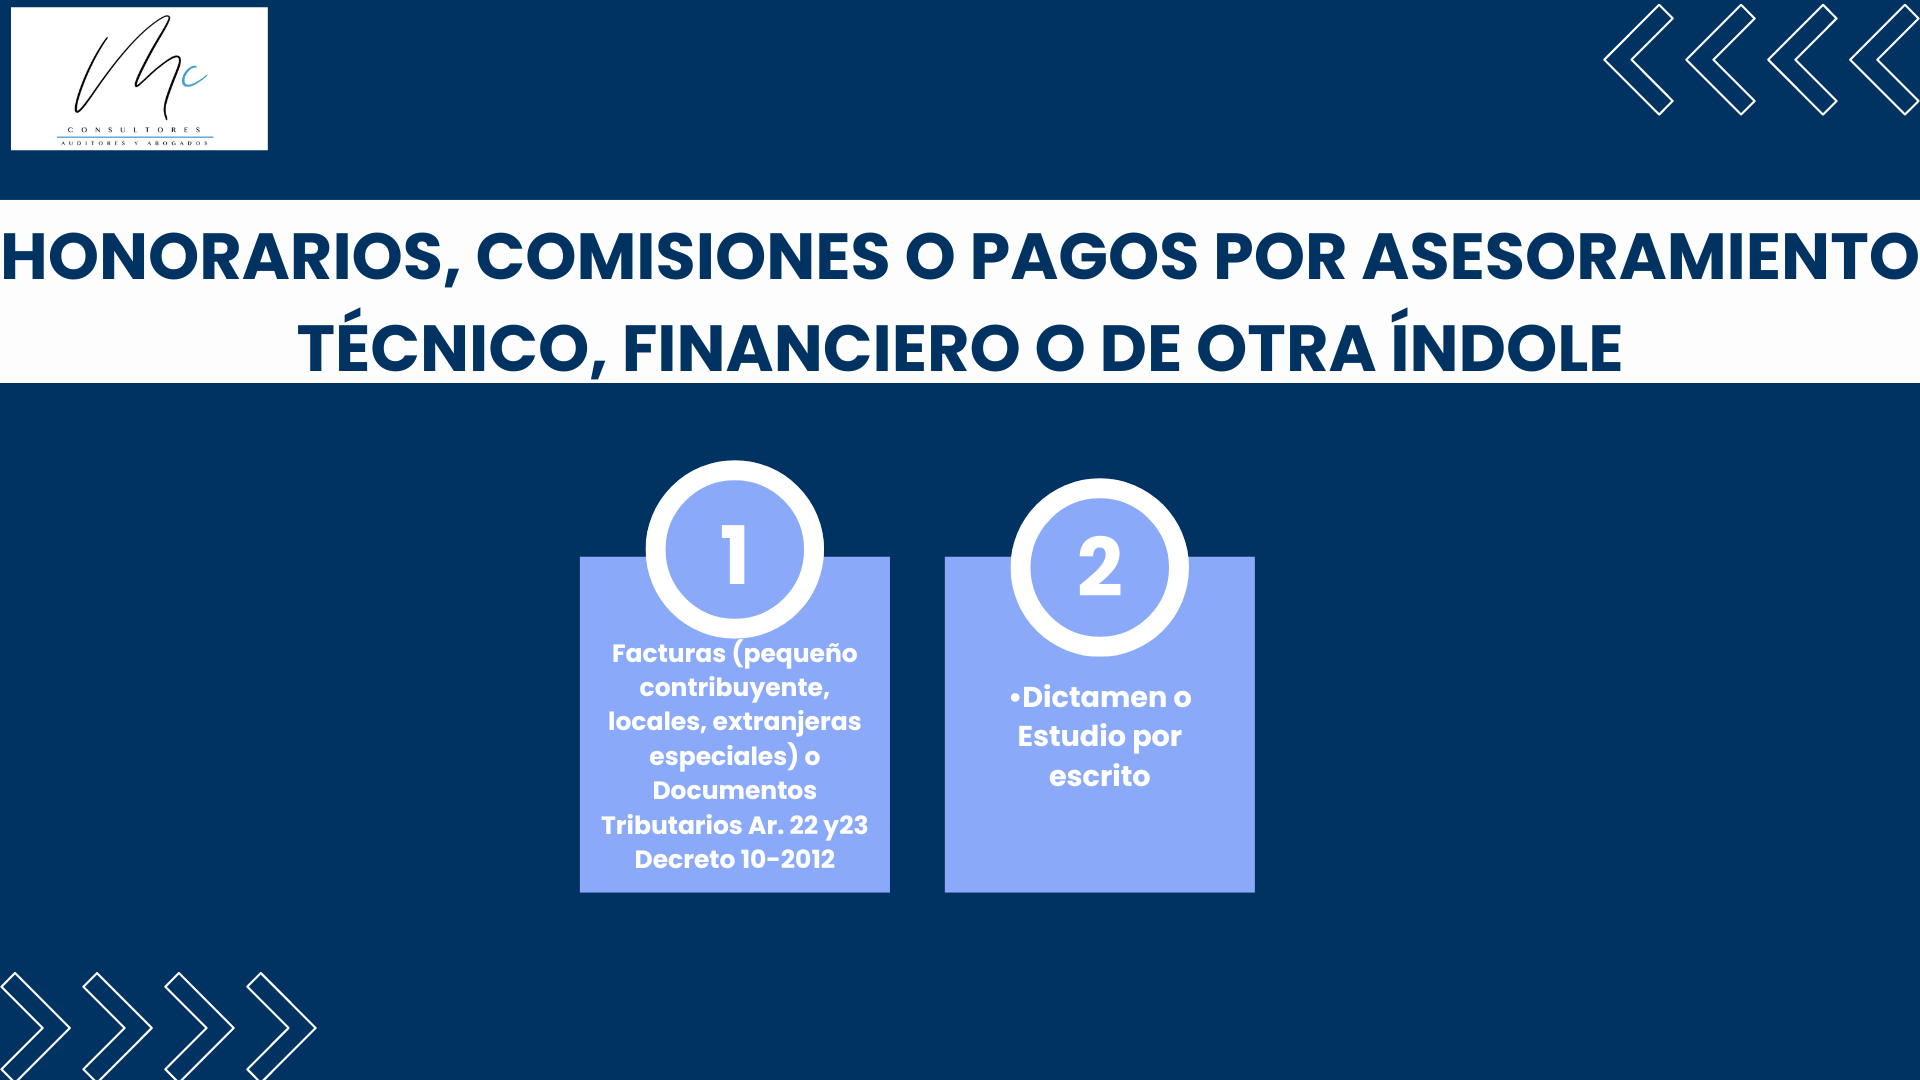 Mc
CONSULTORES
AUDITORES Y ABOGADOS
HONORARIOS, COMISIONES O PAGOS POR ASESORAMIENTO
TÉCNICO, FINANCIERO O DE OTRA ÍNDOLE
1
Facturas (pequeño
contribuyente,
locales, extranjeras
especiales) o
Documentos
Tributarios Ar. 22 y23
Decreto 10-2012
2
•Dictamen o
Estudio por
escrito